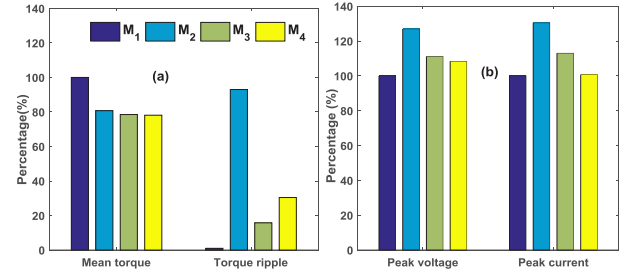 140
120
100
80
60
40
20
0
Percentage(%)
M1 M2 M3 M4
(a)
Mean torque Torque ripple
140
120
100
80
60
40
20
0
Percentage (%)
(b)
Peak voltage Peak current